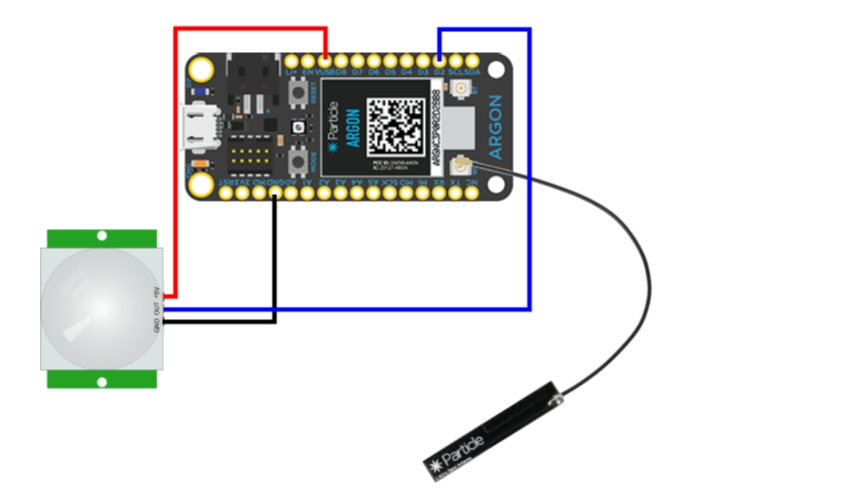 Li+ EN VUSB D8 D7 D6 D5 D4 D3 D2 SCL SDA
RESET
MODE
Particle
ARGON
ARGON
RST 3V3 MD GND A0 A1 A2 A3 A4 A5 SCK MO MI RX TX NC
+5V
OUT
GND
Particle